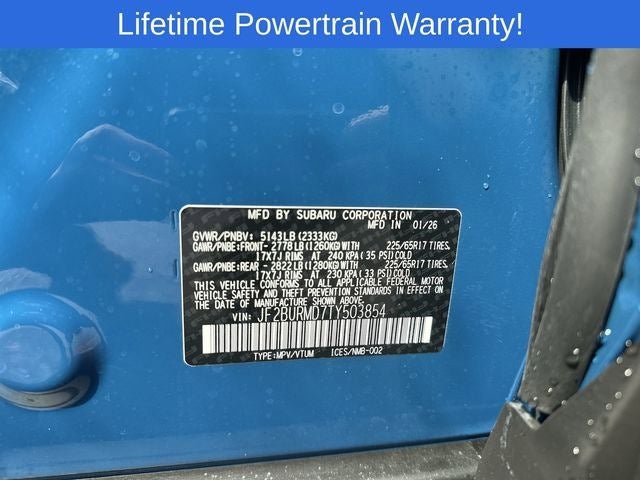 Lifetime Powertrain Warranty!
MFD BY SUBARU CORPORATION 01/26
GVWR/PNBV: 5143LB(2333KG)
GAWR/PNBE:FRONT- 2778LB(1260KG)WITH 225/65R17 TIRES,
17X7J RIMS AT 240 KPA(35 PSI)COLD
GAWR/PNBE:REAR - 2822LB(1280KG)WITH 225/65R17 TIRES,
17X7J RIMS AT 230 KPA(33 PSI)COLD
THIS VEHICLE CONFORMS TO ALL APPLICABLE FEDERAL MOTOR
VEHICLE SAFETY AND THEFT PREVENTION STANDARDS IN
EFFECT ON THE DATE OF MANUFACTURE SHOWN ABOVE.
VIN: JF2BURMD7TY503854
TYPE:MPV/VTUM ICES/NMB-002